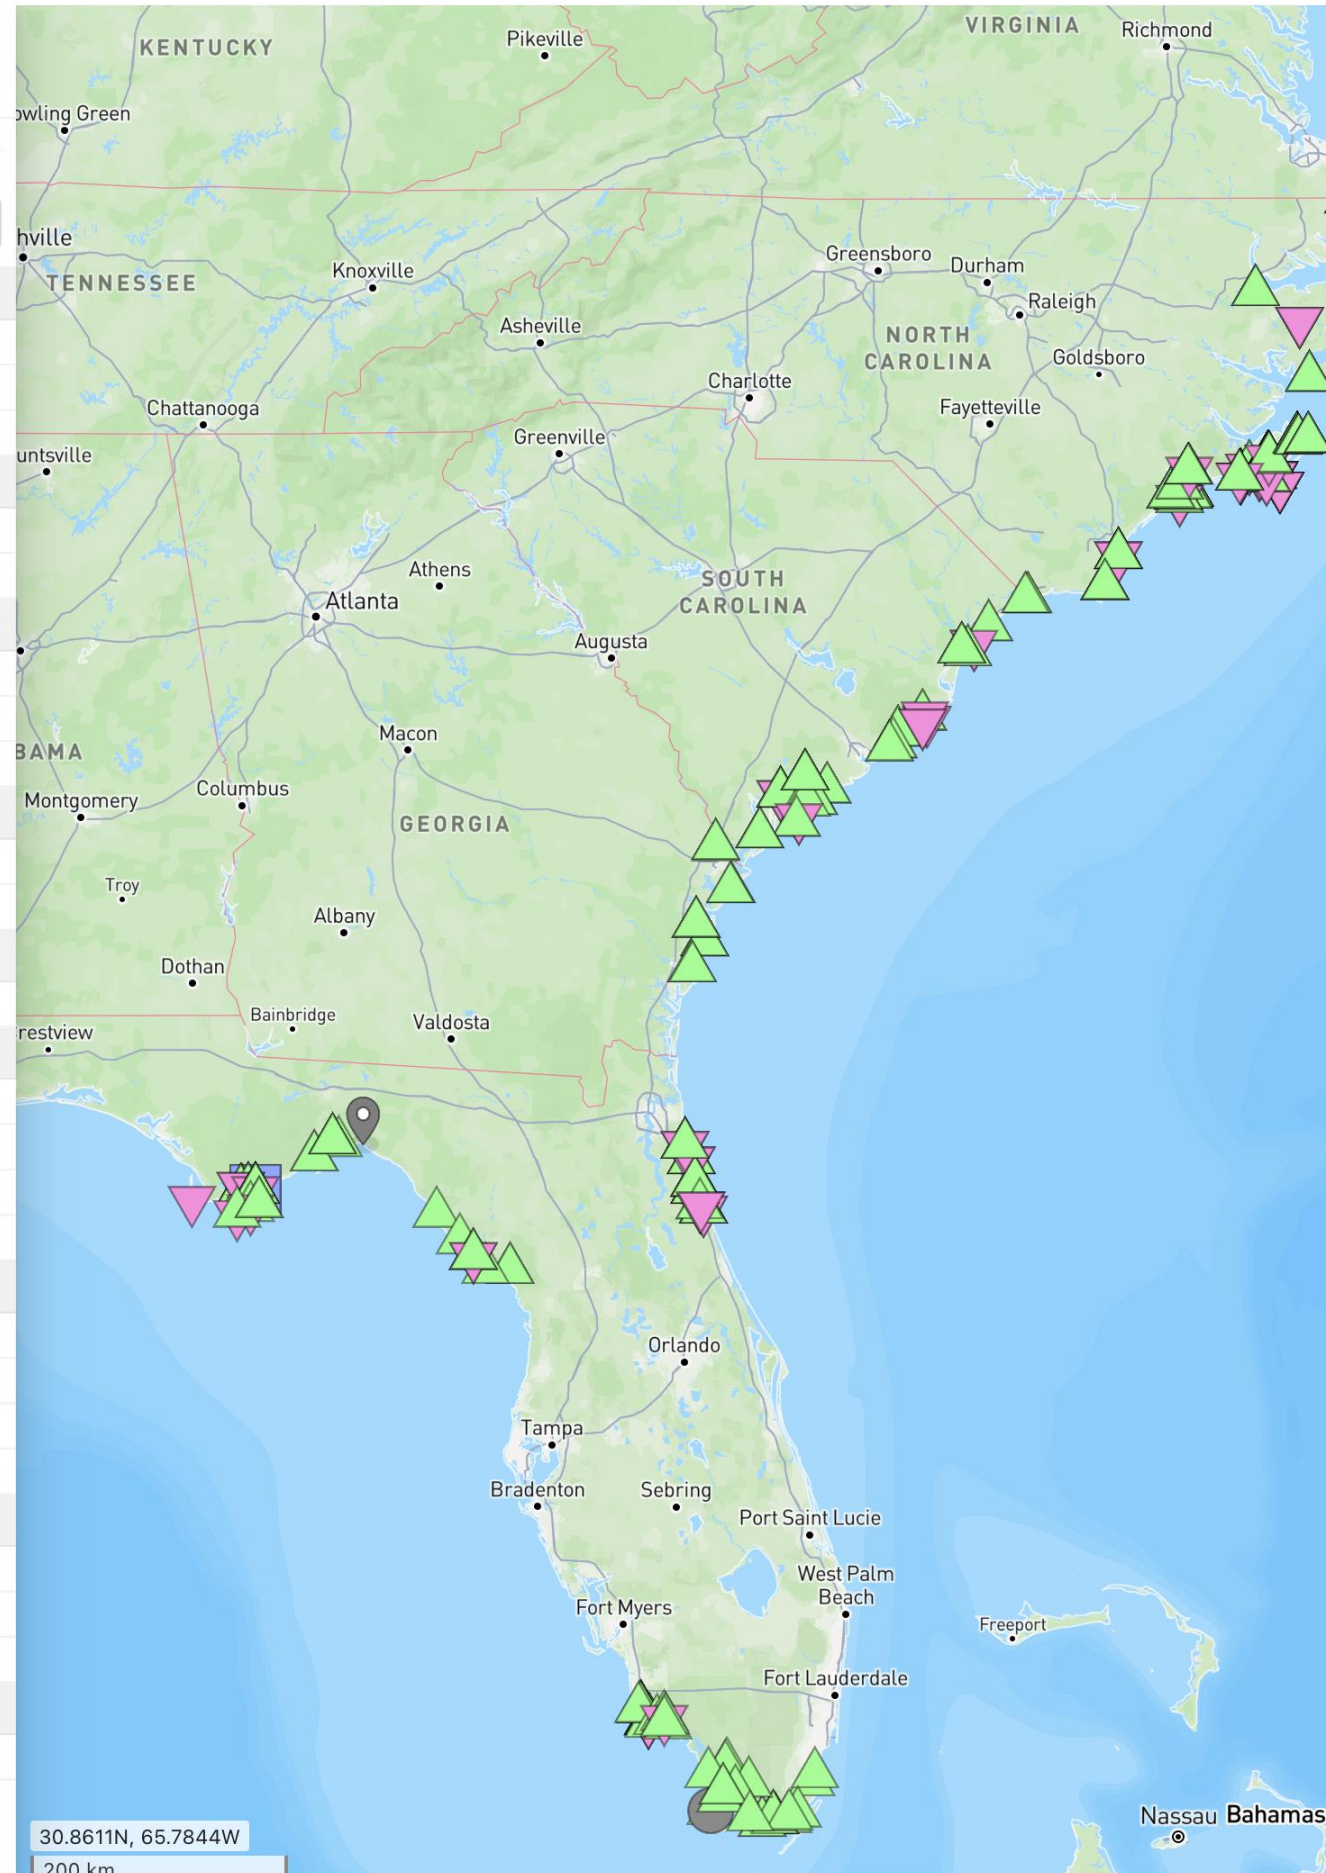 VIRGINIA
Richmond
KENTUCKY
Pikeville
owling Green
hville
TENNESSEE
Knoxville
Greensboro
Durham
Raleigh
Asheville
NORTH
CAROLINA
Goldsboro
Charlotte
Chattanooga
Fayetteville
Greenville
untsville
Athens
SOUTH
CAROLINA
Atlanta
Augusta
Macon
BAMA
Columbus
Montgomery
GEORGIA
Troy
Albany
Dothan
Bainbridge
Valdosta
restview
Orlando
Tampa
Bradenton
Sebring
Port Saint Lucie
West Palm
Beach
Fort Myers
Freeport
Fort Lauderdale
Nassau Bahamas
30.8611N, 65.7844W
200 km